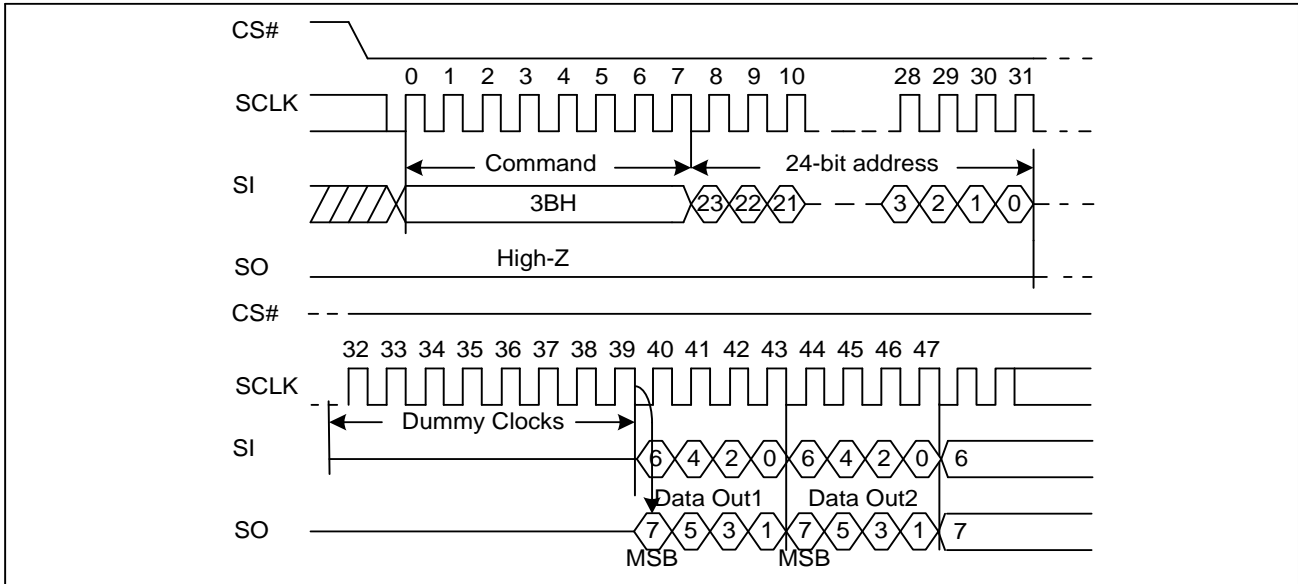 CS#
0 1 2 3 4 5 6 7 8 9 10 28 29 30 31
SCLK
Command 24-bit address
SI
3BH 23 22 21 3 2 1 0
High-Z
SO
CS#
32 33 34 35 36 37 38 39 40 41 42 43 44 45 46 47
SCLK
Dummy Clocks
SI
6 4 2 0 6 4 2 0 6
Data Out1 Data Out2
SO
7 5 3 1 7 5 3 1 7
MSB MSB